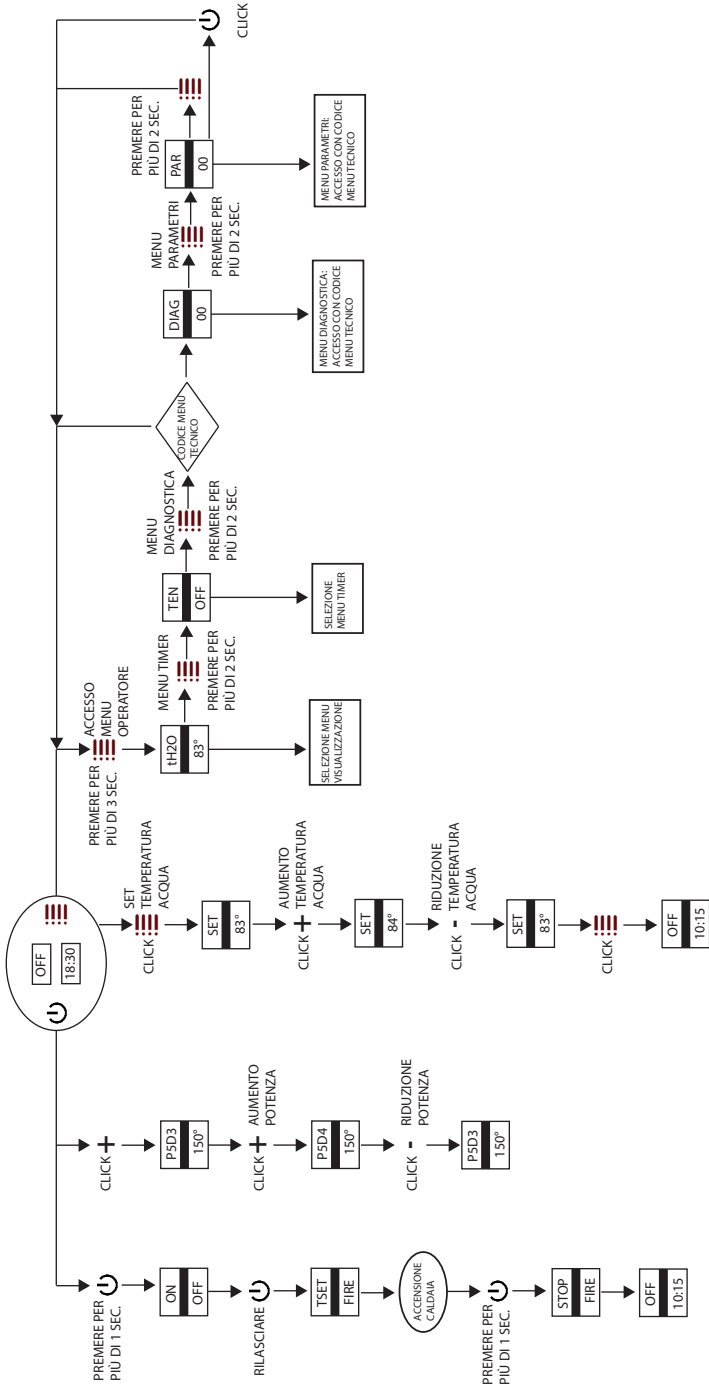 OFF
18:30
PREMERE PER
PIÙ DI 1 SEC.
ON
OFF
RILASCIARE
TSET
FIRE
ACCENSIONE
CALDAIA
PREMERE PER
PIÙ DI 1 SEC.
STOP
FIRE
OFF
10:15
CLICK +
P5D3
150°
CLICK +
AUMENTO
POTENZA
P5D4
150°
CLICK -
RIDUZIONE
POTENZA
P5D3
150°
CLICK
SET
TEMPERATURA
ACQUA
SET
83°
CLICK +
AUMENTO
TEMPERATURA
ACQUA
SET
84°
CLICK -
RIDUZIONE
TEMPERATURA
ACQUA
SET
83°
CLICK
OFF
10:15
PREMERE PER
PIÙ DI 3 SEC.
ACCESSO
MENU
OPERATORE
tH2O
83°
SELEZIONE MENU
VISUALIZZAZIONE
MENU TIMER
PREMERE PER
PIÙ DI 2 SEC.
TEN
OFF
SELEZIONE
MENU TIMER
MENU
DIAGNOSTICA
PREMERE PER
PIÙ DI 2 SEC.
CODICE MENU
TECNICO
DIAG
00
MENU DIAGNOSTICA:
ACCESSO CON CODICE
MENU TECNICO
MENU
PARAMETRI
PREMERE PER
PIÙ DI 2 SEC.
PAR
00
MENU PARAMETRI:
ACCESSO CON CODICE
MENU TECNICO
PREMERE PER
PIÙ DI 2 SEC.
CLICK